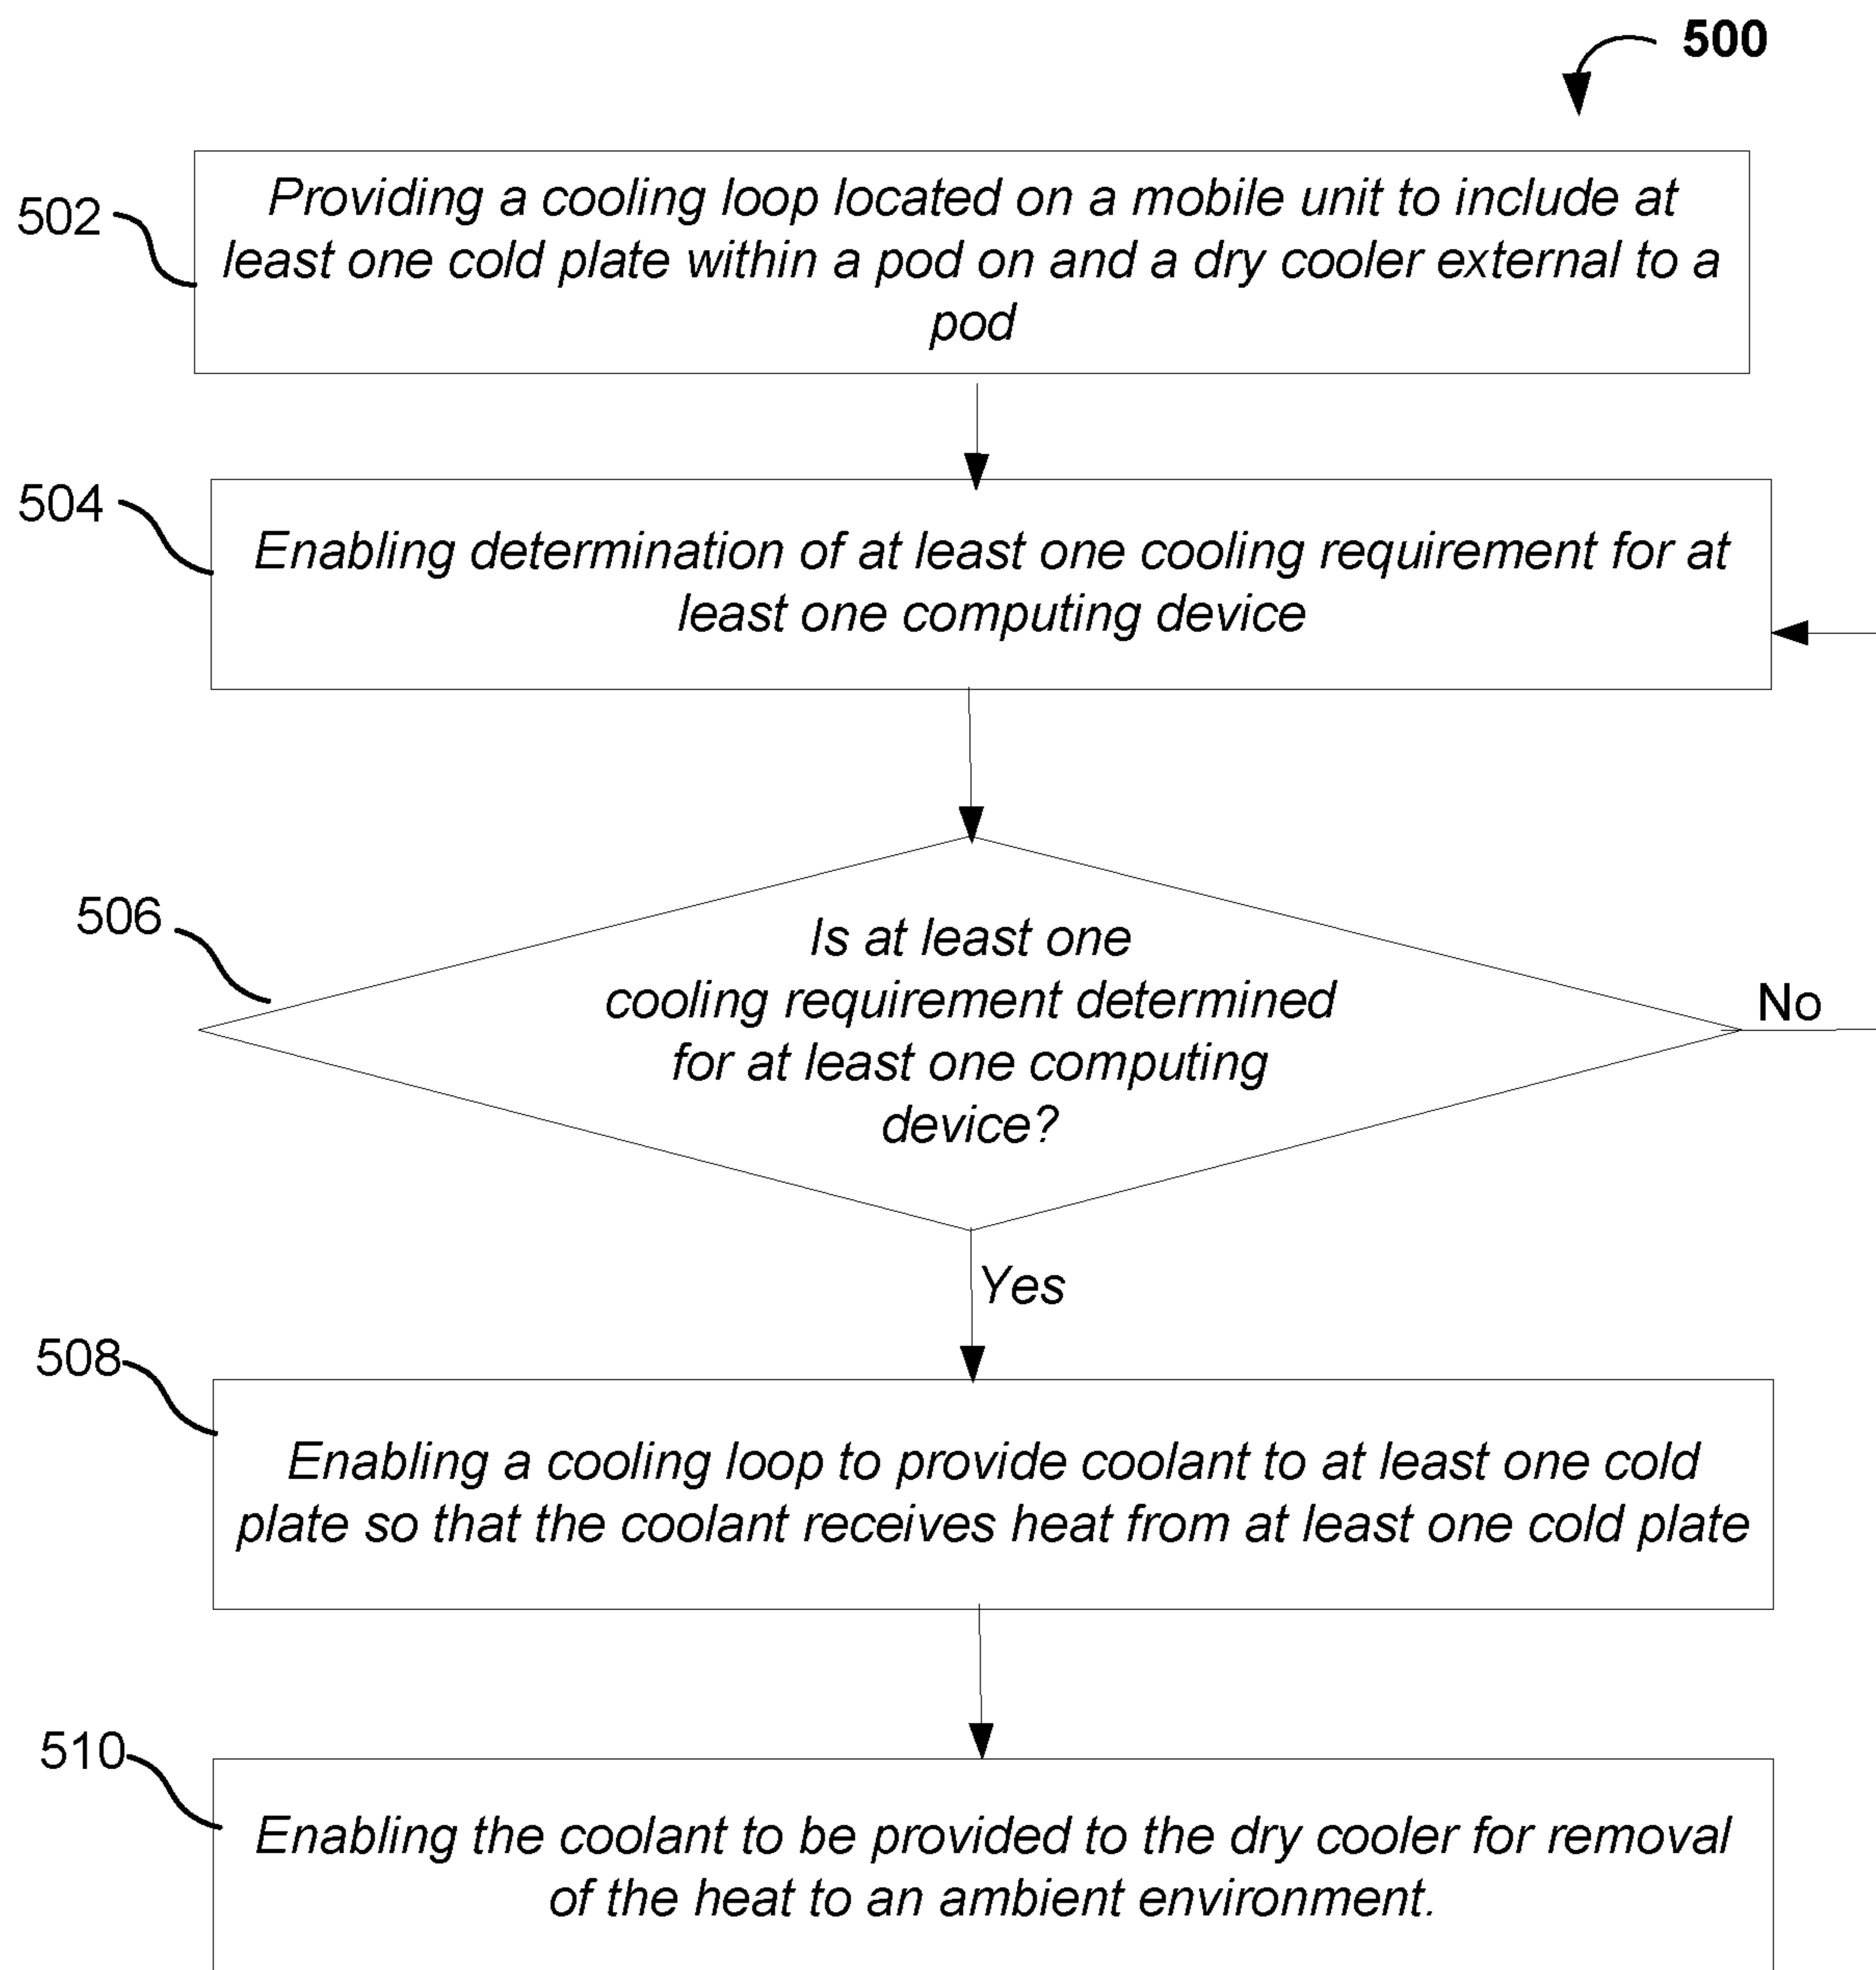 500
502
Providing a cooling loop located on a mobile unit to include at
least one cold plate within a pod on and a dry cooler external to a
pod
504
Enabling determination of at least one cooling requirement for at
least one computing device
506
Is at least one
cooling requirement determined
for at least one computing
device?
No
Yes
508
Enabling a cooling loop to provide coolant to at least one cold
plate so that the coolant receives heat from at least one cold plate
510
Enabling the coolant to be provided to the dry cooler for removal
of the heat to an ambient environment.